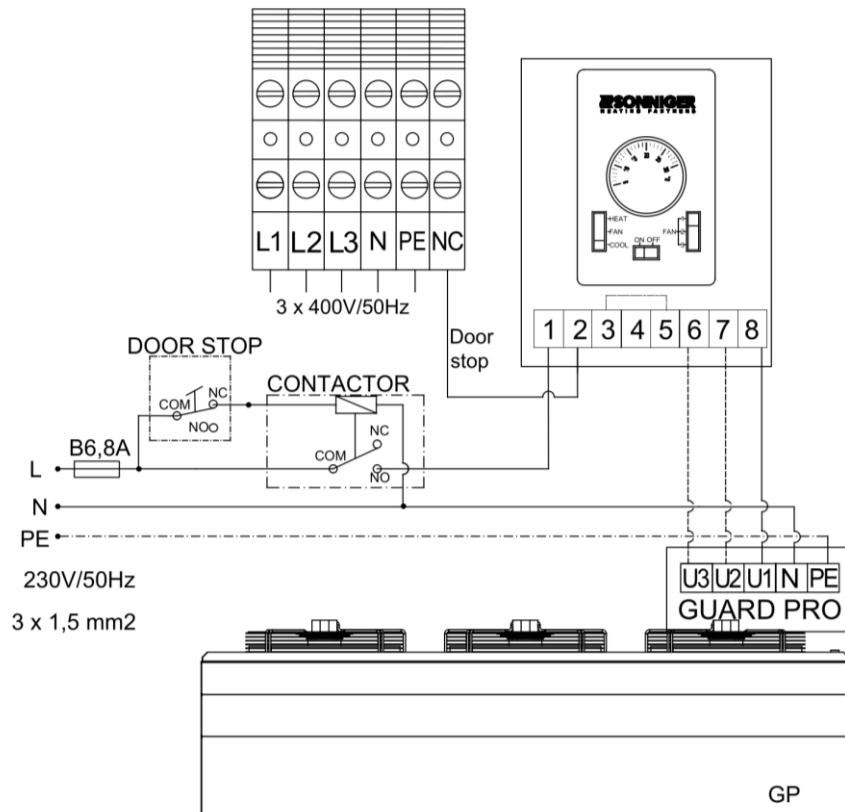 L1 L2 L3 N PE NC
3 x 400V/50Hz
SONNIGER
HEATING PARTNERS
HEAT
FAN
COOL
ON OFF
FAN
1 2 3 4 5 6 7 8
Door
stop
DOOR STOP
COM
NC
NO
CONTACTOR
NC
COM
NO
B6,8A
L
N
PE
230V/50Hz
3 x 1,5 mm2
U3 U2 U1 N PE
GUARD PRO
GP